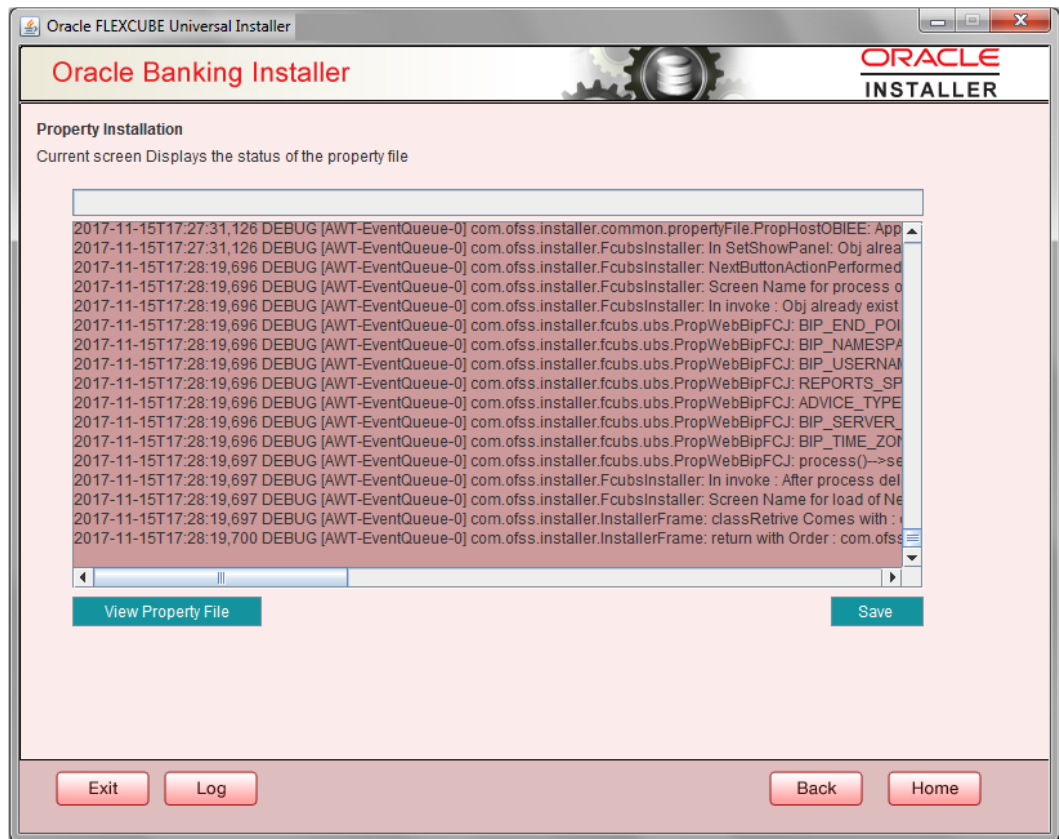 Oracle FLEXCUBE Universal Installer
Oracle Banking Installer
ORACLE
INSTALLER
Property Installation
Current screen Displays the status of the property file
2017-11-15T17:27:31,126 DEBUG [AWT-EventQueue-0] com.ofss.installer.common.propertyFile.PropHostOBIEE: App
2017-11-15T17:27:31,126 DEBUG [AWT-EventQueue-0] com.ofss.installer.FcubsInstaller: In SetShowPanel: Obj alrea
2017-11-15T17:28:19,696 DEBUG [AWT-EventQueue-0] com.ofss.installer.FcubsInstaller: NextButtonActionPerformed
2017-11-15T17:28:19,696 DEBUG [AWT-EventQueue-0] com.ofss.installer.FcubsInstaller: Screen Name for process o
2017-11-15T17:28:19,696 DEBUG [AWT-EventQueue-0] com.ofss.installer.FcubsInstaller: In invoke : Obj already exist
2017-11-15T17:28:19,696 DEBUG [AWT-EventQueue-0] com.ofss.installer.fcubs.ubs.PropWebBipFCJ: BIP_END_POI
2017-11-15T17:28:19,696 DEBUG [AWT-EventQueue-0] com.ofss.installer.fcubs.ubs.PropWebBipFCJ: BIP_NAMESPA
2017-11-15T17:28:19,696 DEBUG [AWT-EventQueue-0] com.ofss.installer.fcubs.ubs.PropWebBipFCJ: BIP_USERNAM
2017-11-15T17:28:19,696 DEBUG [AWT-EventQueue-0] com.ofss.installer.fcubs.ubs.PropWebBipFCJ: REPORTS_SP
2017-11-15T17:28:19,696 DEBUG [AWT-EventQueue-0] com.ofss.installer.fcubs.ubs.PropWebBipFCJ: ADVICE_TYPE
2017-11-15T17:28:19,696 DEBUG [AWT-EventQueue-0] com.ofss.installer.fcubs.ubs.PropWebBipFCJ: BIP_SERVER_
2017-11-15T17:28:19,696 DEBUG [AWT-EventQueue-0] com.ofss.installer.fcubs.ubs.PropWebBipFCJ: BIP_TIME_ZON
2017-11-15T17:28:19,697 DEBUG [AWT-EventQueue-0] com.ofss.installer.fcubs.ubs.PropWebBipFCJ: process()-->se
2017-11-15T17:28:19,697 DEBUG [AWT-EventQueue-0] com.ofss.installer.FcubsInstaller: In invoke : After process del
2017-11-15T17:28:19,697 DEBUG [AWT-EventQueue-0] com.ofss.installer.FcubsInstaller: Screen Name for load of Ne
2017-11-15T17:28:19,697 DEBUG [AWT-EventQueue-0] com.ofss.installer.InstallerFrame: classRetrive Comes with :
2017-11-15T17:28:19,700 DEBUG [AWT-EventQueue-0] com.ofss.installer.InstallerFrame: return with Order : com.ofss
View Property File
Save
Exit
Log
Back
Home